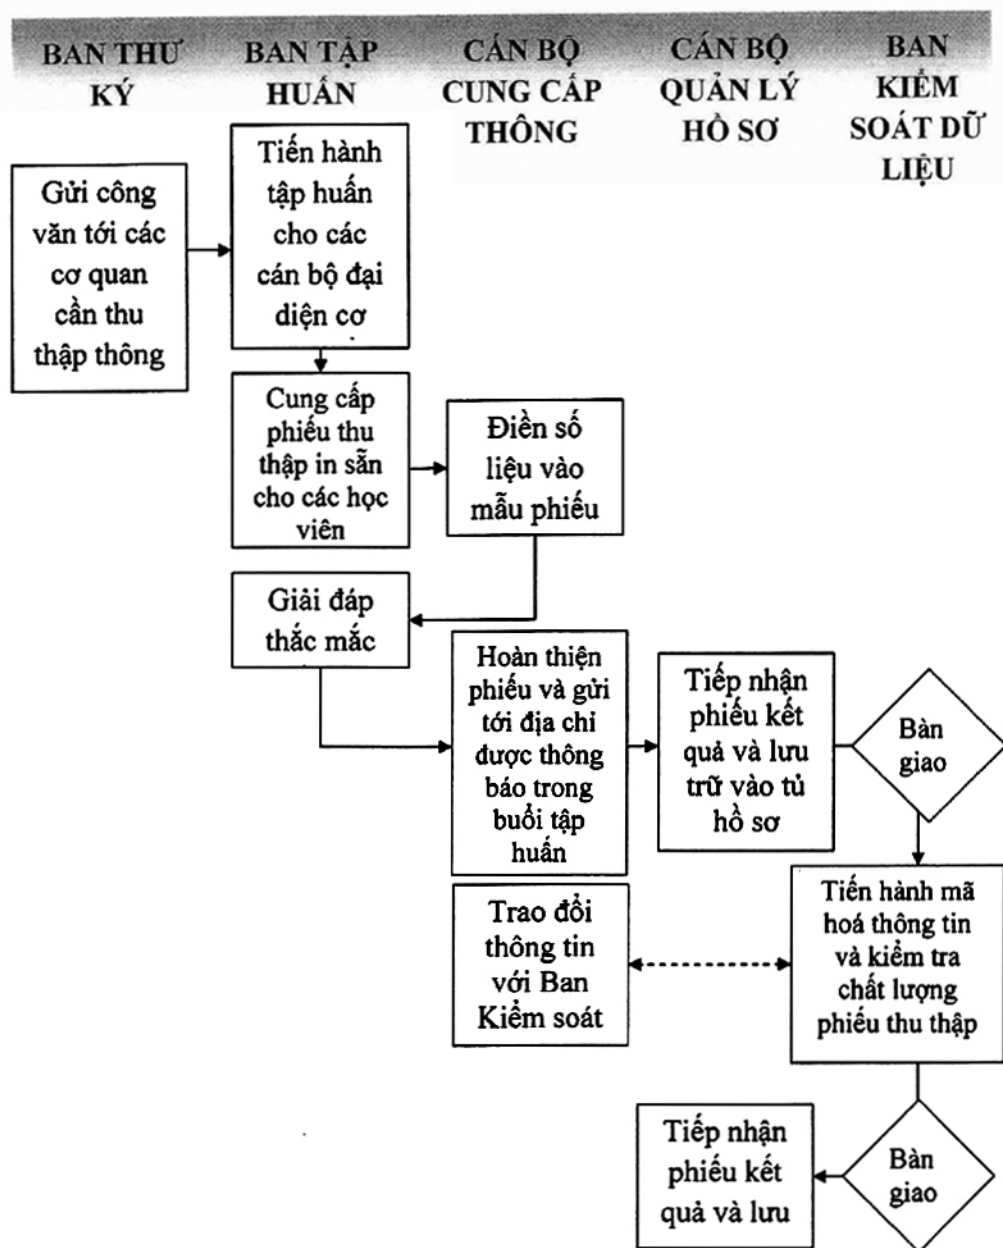 BAN THƯ
KÝ
BAN TẬP
HUẤN
CÁN BỘ
CUNG CẤP
THÔNG
CÁN BỘ
QUẢN LÝ
HỒ SƠ
BAN
KIỂM
SOÁT DỮ
LIỆU
Gửi công
văn tới các
cơ quan
cần thu
thập thông
Tiến hành
tập huấn
cho các
cán bộ đại
diện cơ
Cung cấp
phiếu thu
thập in sẵn
cho các học
viên
Điền số
liệu vào
mẫu phiếu
Giải đáp
thắc mắc
Hoàn thiện
phiếu và gửi
tới địa chỉ
được thông
báo trong
buổi tập
huấn
Tiếp nhận
phiếu kết
quả và lưu
trữ vào tủ
hồ sơ
Bàn
giao
Trao đổi
thông tin
với Ban
Kiểm soát
Tiến hành mã
hoá thông tin
và kiểm tra
chất lượng
phiếu thu thập
Tiếp nhận
phiếu kết
quả và lưu
Bàn
giao